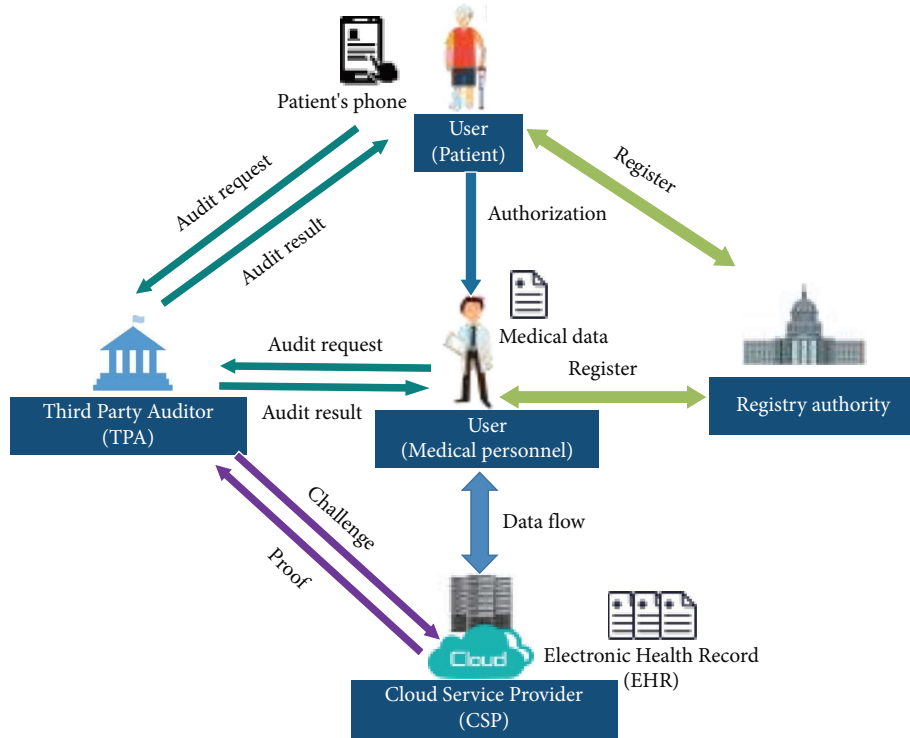 Patient's phone
User
(Patient)
Audit request
Audit result
Register
Authorization
Medical data
Audit request
Audit result
Register
Third Party Auditor
(TPA)
User
(Medical personnel)
Registry authority
Challenge
Proof
Data flow
Cloud
Electronic Health Record
(EHR)
Cloud Service Provider
(CSP)